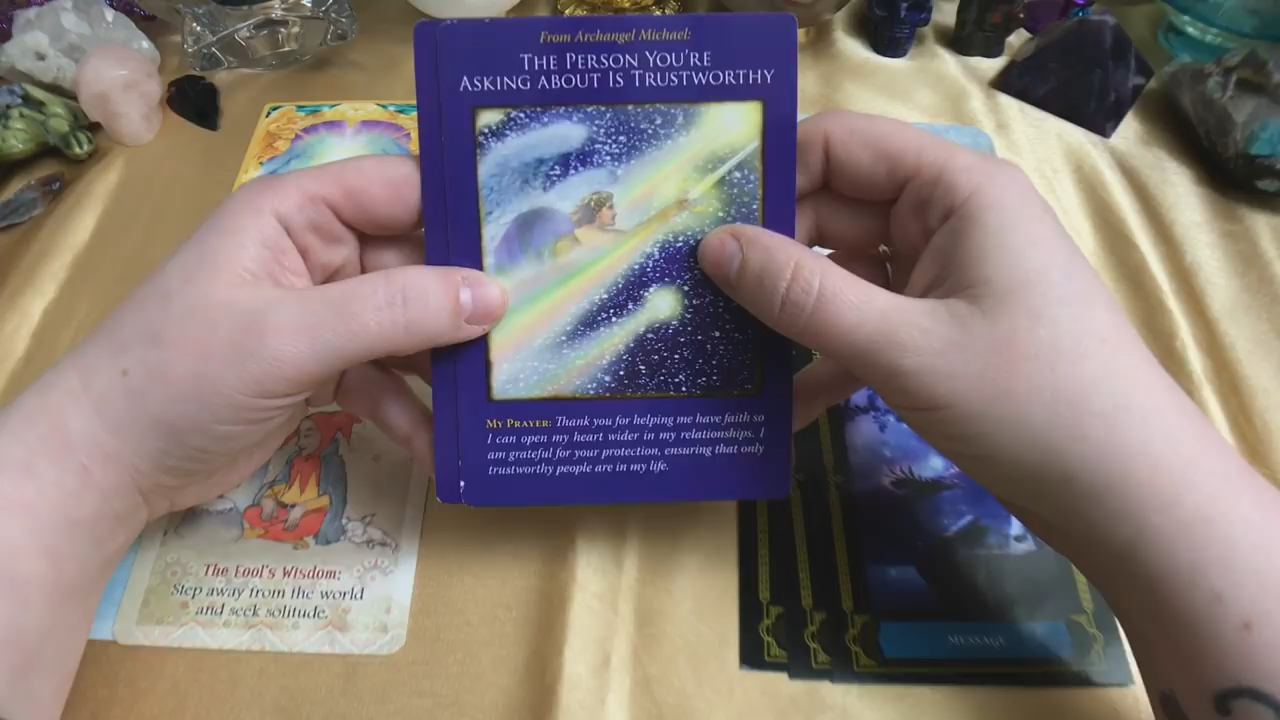 From Archangel Michael:
THE PERSON YOU'RE
ASKING ABOUT IS TRUSTWORTHY
MY PRAYER: Thank you for helping me have faith so
I can open my heart wider in my relationships. I
am grateful for your protection, ensuring that only
trustworthy people are in my life.
The Fool's Wisdom:
Step away from the world
and seek solitude.
MESSAGE